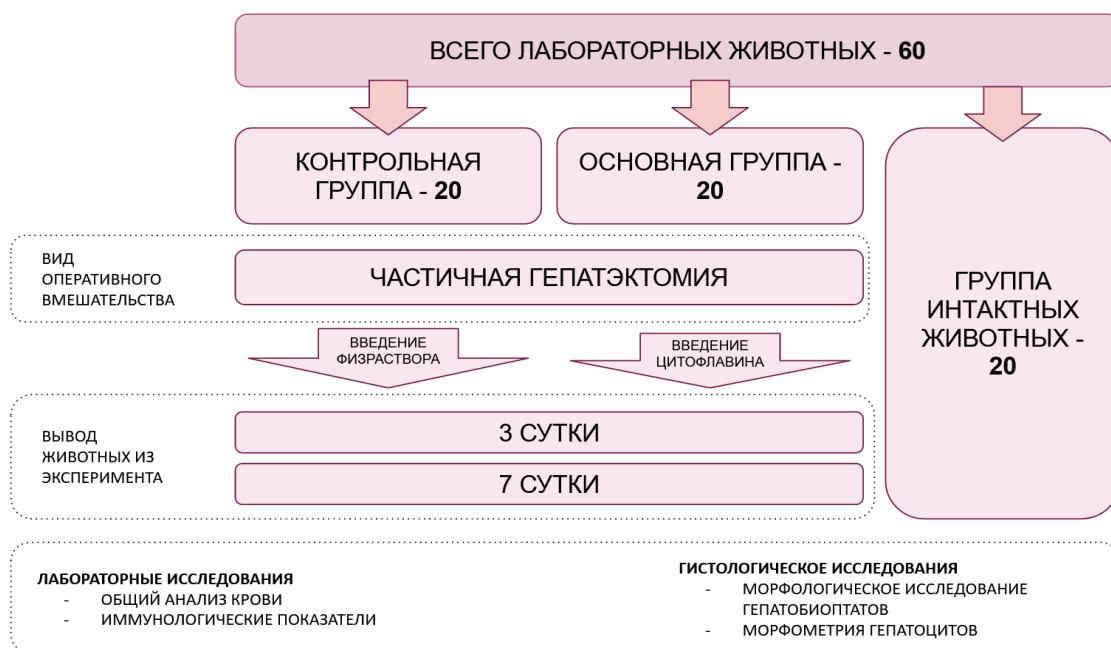 ВСЕГО ЛАБОРАТОРНЫХ ЖИВОТНЫХ - 60
КОНТРОЛЬНАЯ
ГРУППА - 20
ОСНОВНАЯ ГРУППА -
20
ГРУППА
ИНТАКТНЫХ
ЖИВОТНЫХ -
20
ВИД
ОПЕРАТИВНОГО
ВМЕШАТЕЛЬСТВА
ЧАСТИЧНАЯ ГЕПАТЭКТОМИЯ
ВВЕДЕНИЕ
ФИЗРАСТВОРА
ВВЕДЕНИЕ
ЦИТОФЛАВИНА
ВЫВОД
ЖИВОТНЫХ ИЗ
ЭКСПЕРИМЕНТА
3 СУТКИ
7 СУТКИ
ЛАБОРАТОРНЫЕ ИССЛЕДОВАНИЯ
- ОБЩИЙ АНАЛИЗ КРОВИ
- ИММУНОЛОГИЧЕСКИЕ ПОКАЗАТЕЛИ
ГИСТОЛОГИЧЕСКОЕ ИССЛЕДОВАНИЯ
- МОРФОЛОГИЧЕСКОЕ ИССЛЕДОВАНИЕ
ГЕПАТОБИОПТАТОВ
- МОРФОМЕТРИЯ ГЕПАТОЦИТОВ